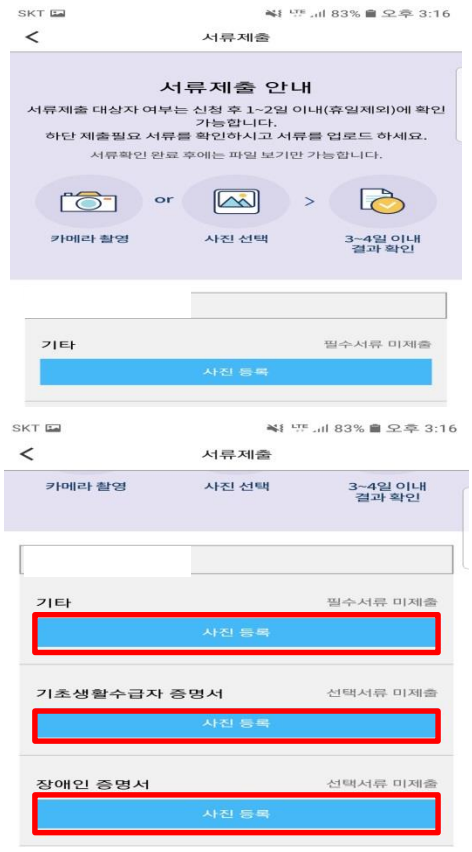 SKT LTE 83% 오후 3:16
< 서류제출
서류제출 안내
서류제출 대상자 여부는 신청 후 1~2일 이내(휴일제외)에 확인
가능합니다.
하단 제출필요 서류를 확인하시고 서류를 업로드 하세요.
서류확인 완료 후에는 파일 보기만 가능합니다.
or >
카메라 촬영 사진 선택 3~4일 이내
결과 확인
기타 필수서류 미제출
사진 등록
SKT LTE 83% 오후 3:16
< 서류제출
카메라 촬영 사진 선택 3~4일 이내
결과 확인
기타 필수서류 미제출
사진 등록
기초생활수급자 증명서 선택서류 미제출
사진 등록
장애인 증명서 선택서류 미제출
사진 등록